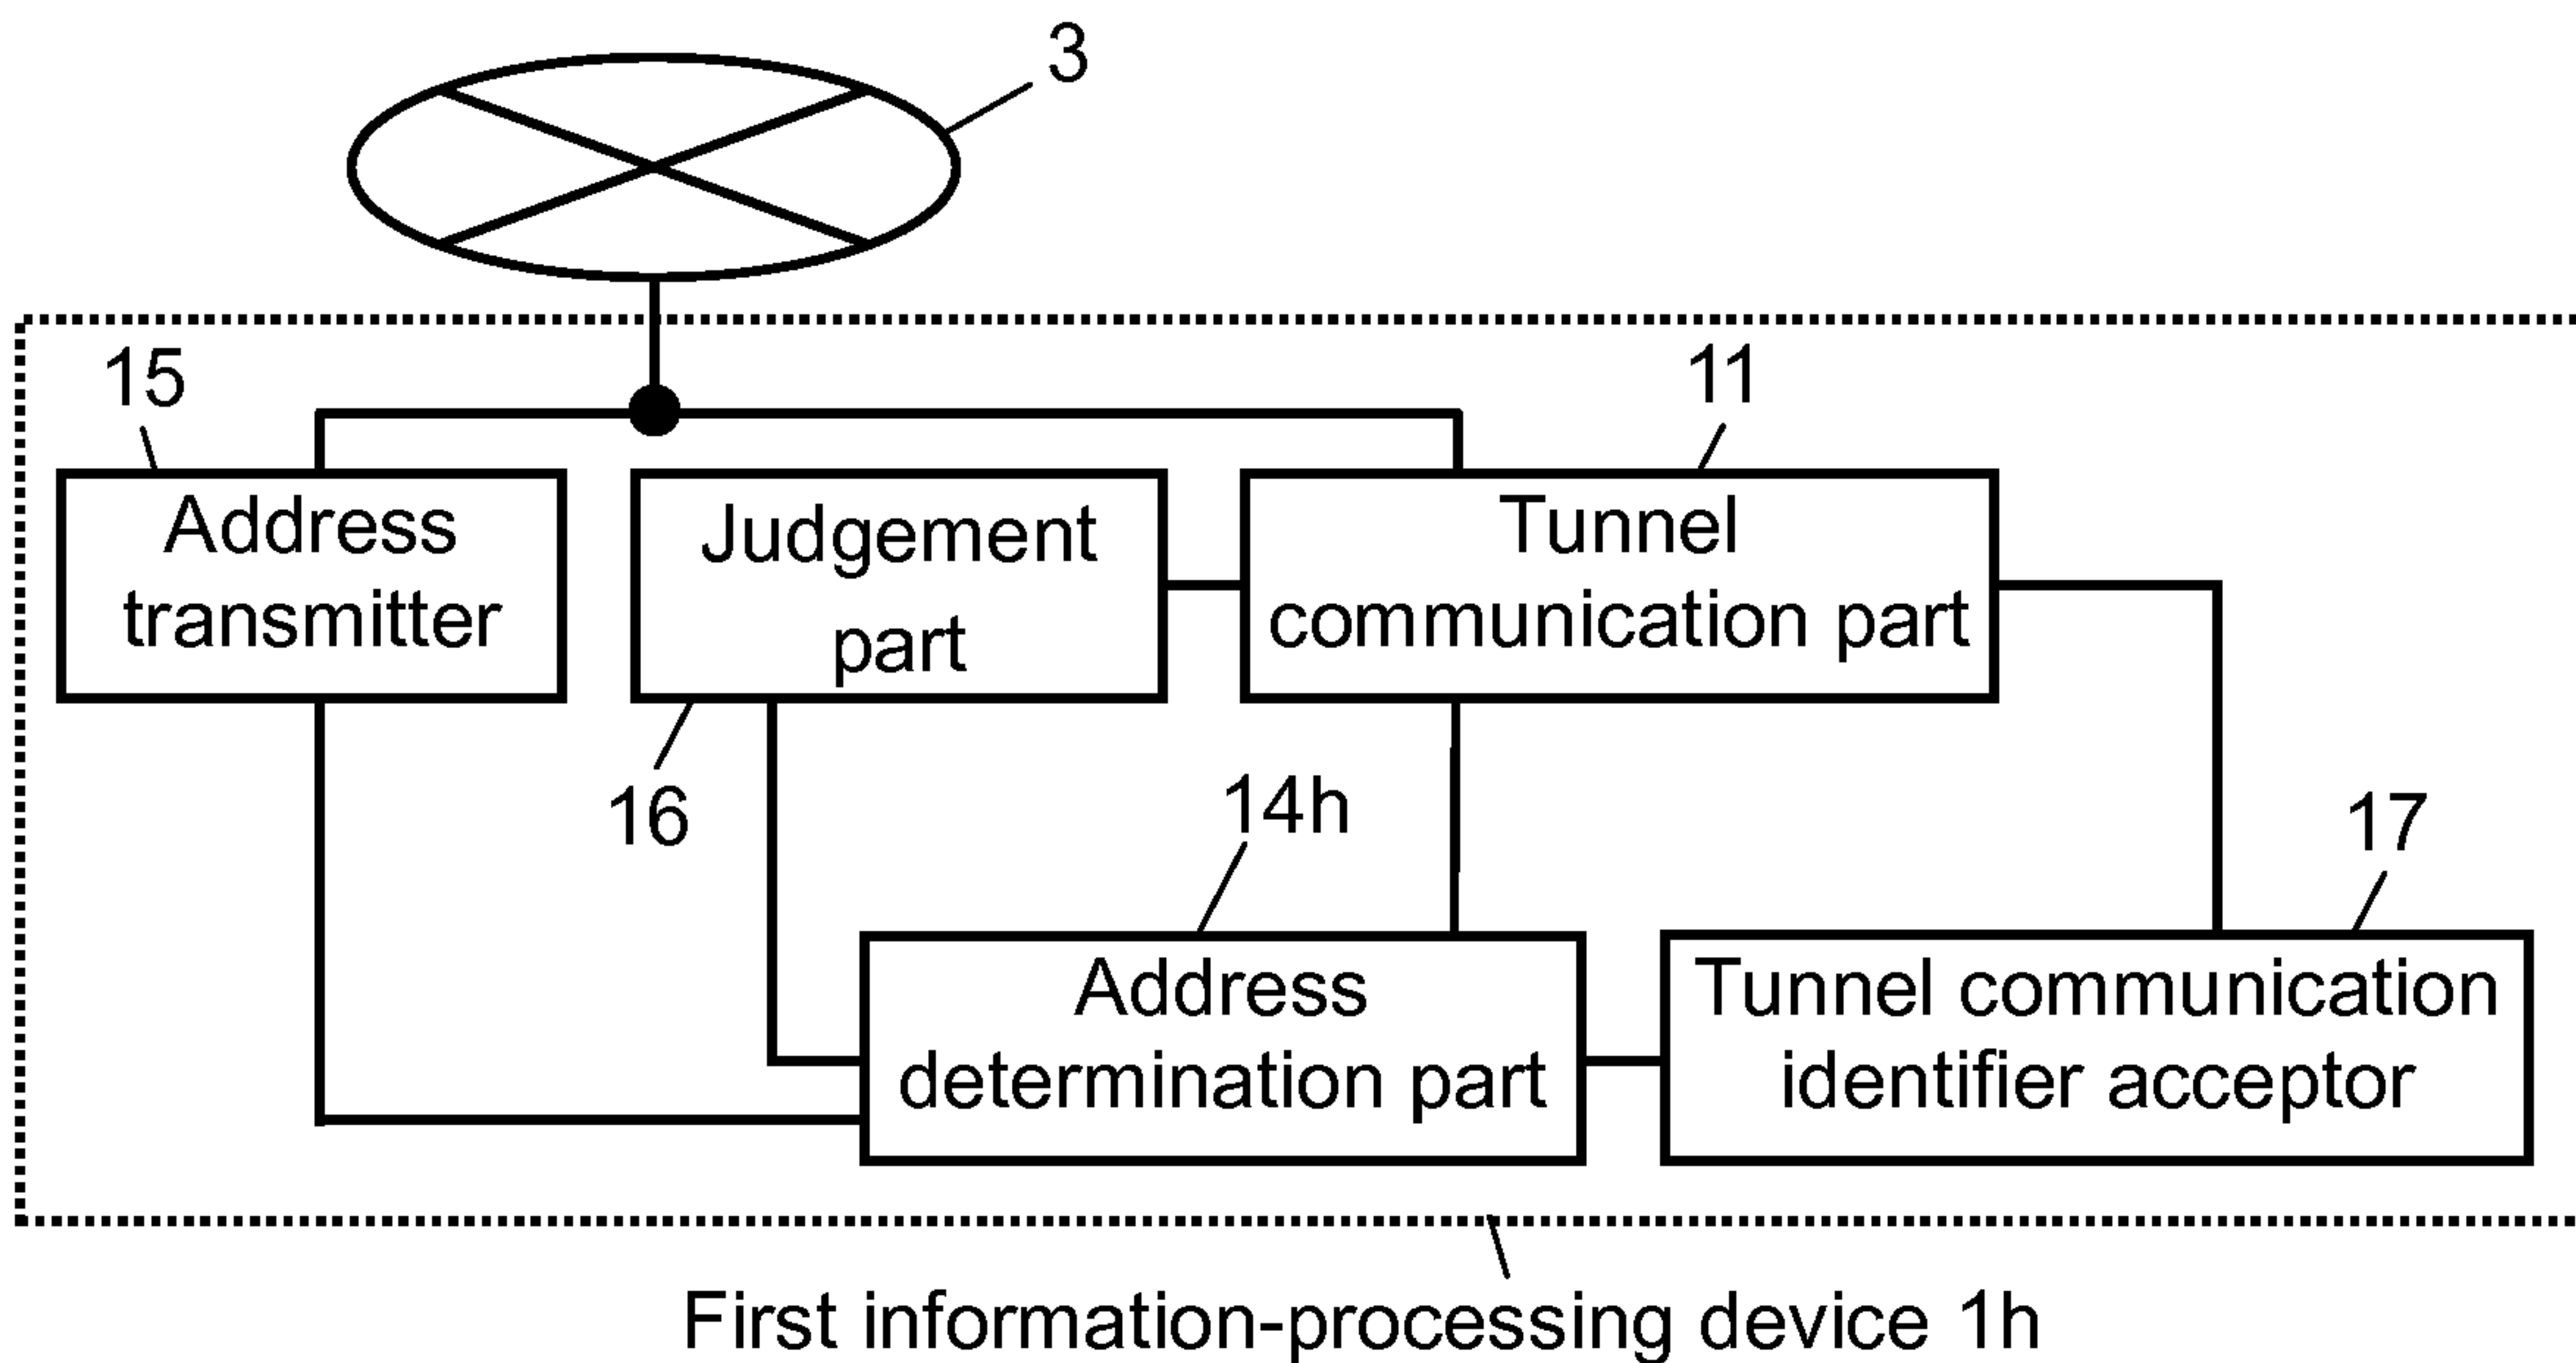 3
15
11
Address
transmitter
Judgement
part
Tunnel
communication part
16
14h
17
Address
determination part
Tunnel communication
identifier acceptor
First information-processing device 1h